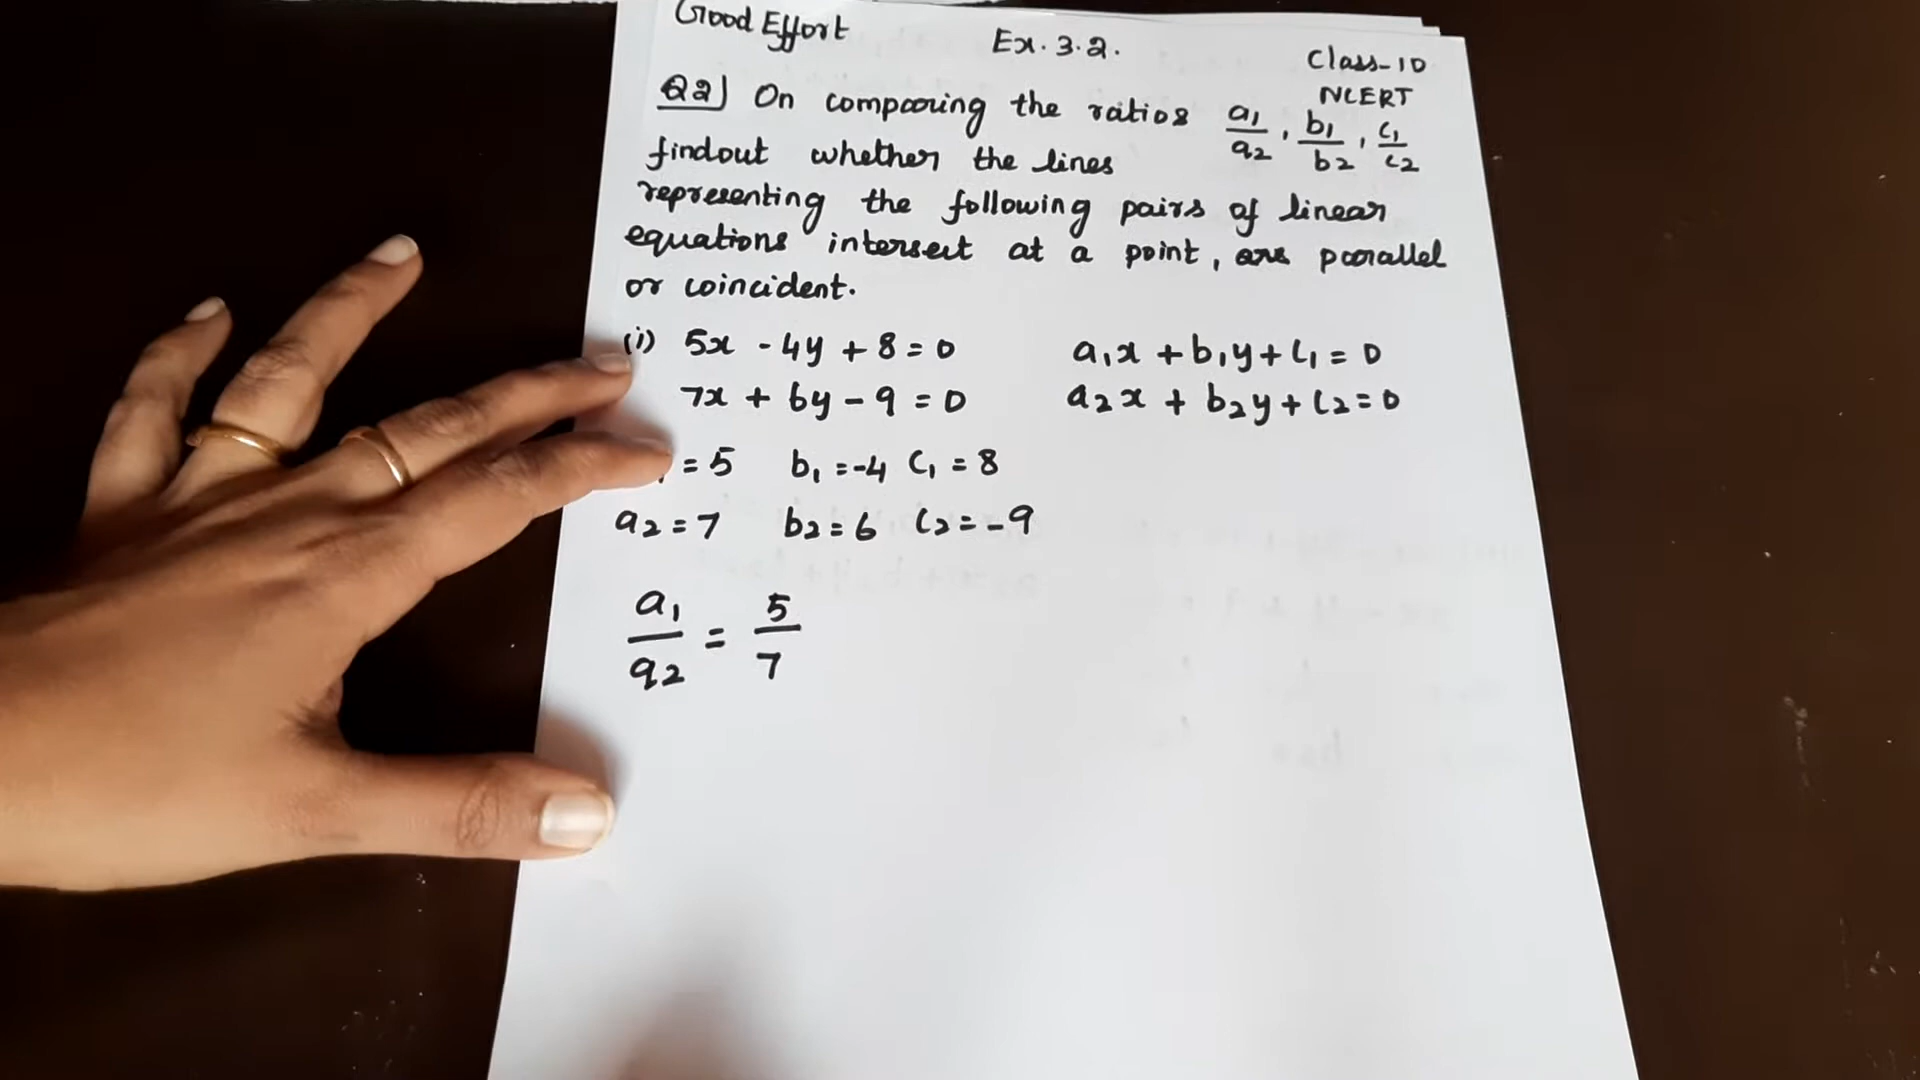 Good Effort
Ex. 3.2.
Class-10
NCERT
Q2) On comparing the ratios a1/a2, b1/b2, c1/c2
findout whether the lines
representing the following pairs of linear
equations intersect at a point, are parallel
or coincident.
(i) 5x - 4y + 8 = 0
a1x + b1y + c1 = 0
7x + 6y - 9 = 0
a2x + b2y + c2 = 0
= 5 b1 = -4 c1 = 8
a2 = 7 b2 = 6 c2 = -9
a1/a2 = 5/7